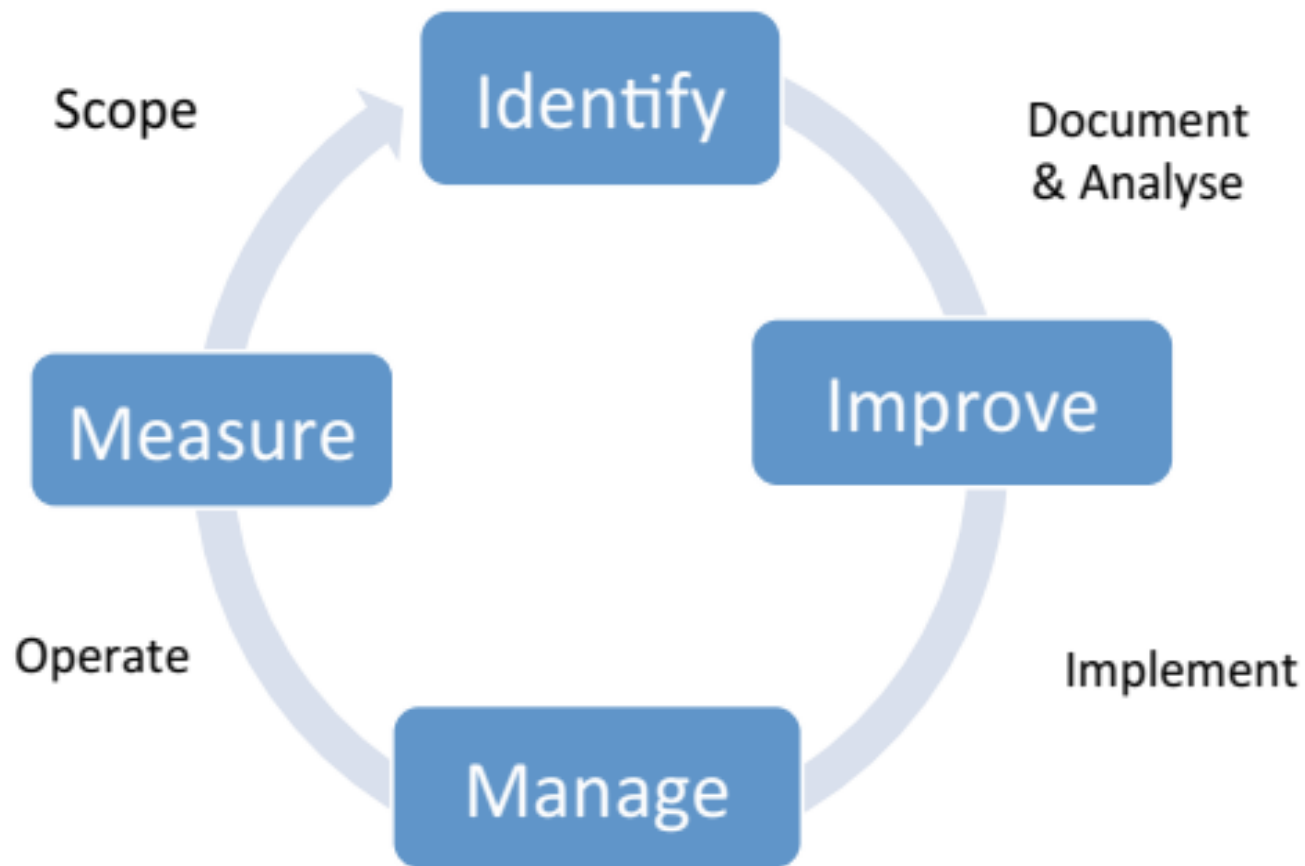 Identify
Scope
Document
& Analyse
Improve
Measure
Operate
Implement
Manage